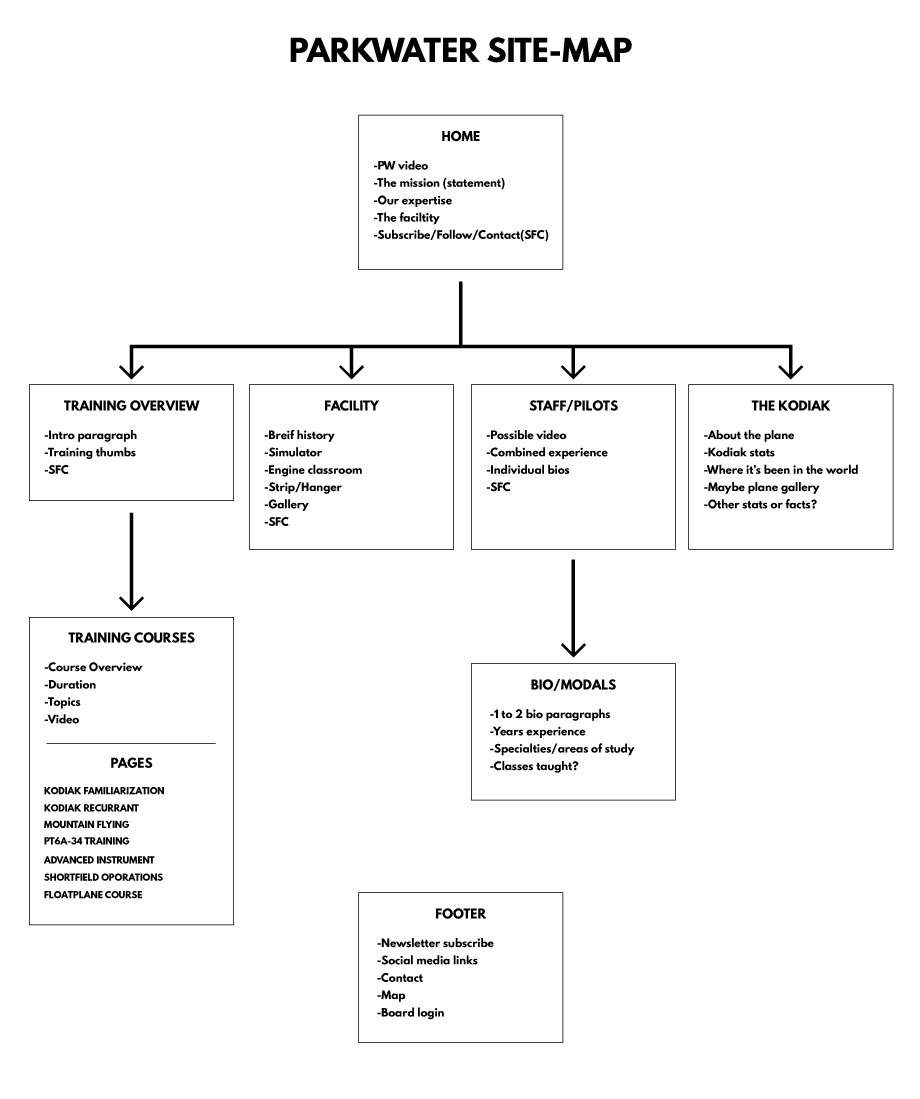 PARKWATER SITE-MAP
HOME
-PW video
-The mission (statement)
-Our expertise
-The faciltity
-Subscribe/Follow/Contact(SFC)
TRAINING OVERVIEW
-Intro paragraph
-Training thumbs
-SFC
FACILITY
-Breif history
-Simulator
-Engine classroom
-Strip/Hanger
-Gallery
-SFC
STAFF/PILOTS
-Possible video
-Combined experience
-Individual bios
-SFC
THE KODIAK
-About the plane
-Kodiak stats
-Where it's been in the world
-Maybe plane gallery
-Other stats or facts?
TRAINING COURSES
-Course Overview
-Duration
-Topics
-Video
PAGES
KODIAK FAMILIARIZATION
KODIAK RECURRANT
MOUNTAIN FLYING
PT6A-34 TRAINING
ADVANCED INSTRUMENT
SHORTFIELD OPORATIONS
FLOATPLANE COURSE
BIO/MODALS
-1 to 2 bio paragraphs
-Years experience
-Specialties/areas of study
-Classes taught?
FOOTER
-Newsletter subscribe
-Social media links
-Contact
-Map
-Board login